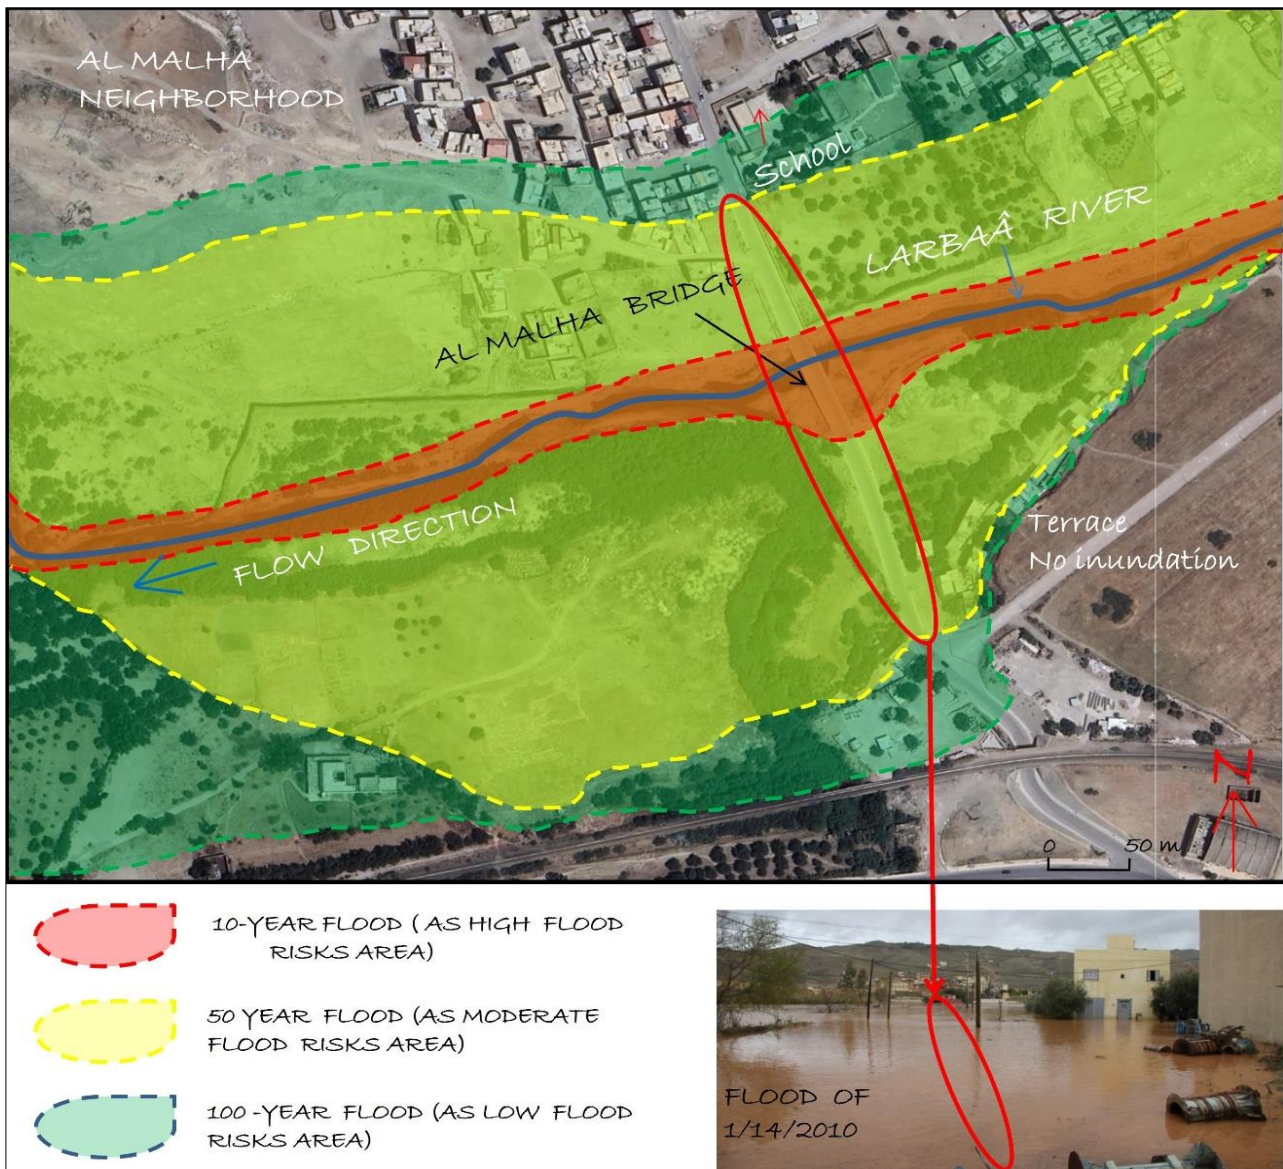 AL MALHA
NEIGHBORHOOD
School
LARBAÂ RIVER
AL MALHA BRIDGE
FLOW DIRECTION
Terrace
No inundation
N
0 50 m
10-YEAR FLOOD ( AS HIGH FLOOD
RISKS AREA)
50 YEAR FLOOD (AS MODERATE
FLOOD RISKS AREA)
100 -YEAR FLOOD (AS LOW FLOOD
RISKS AREA)
FLOOD OF
1/14/2010